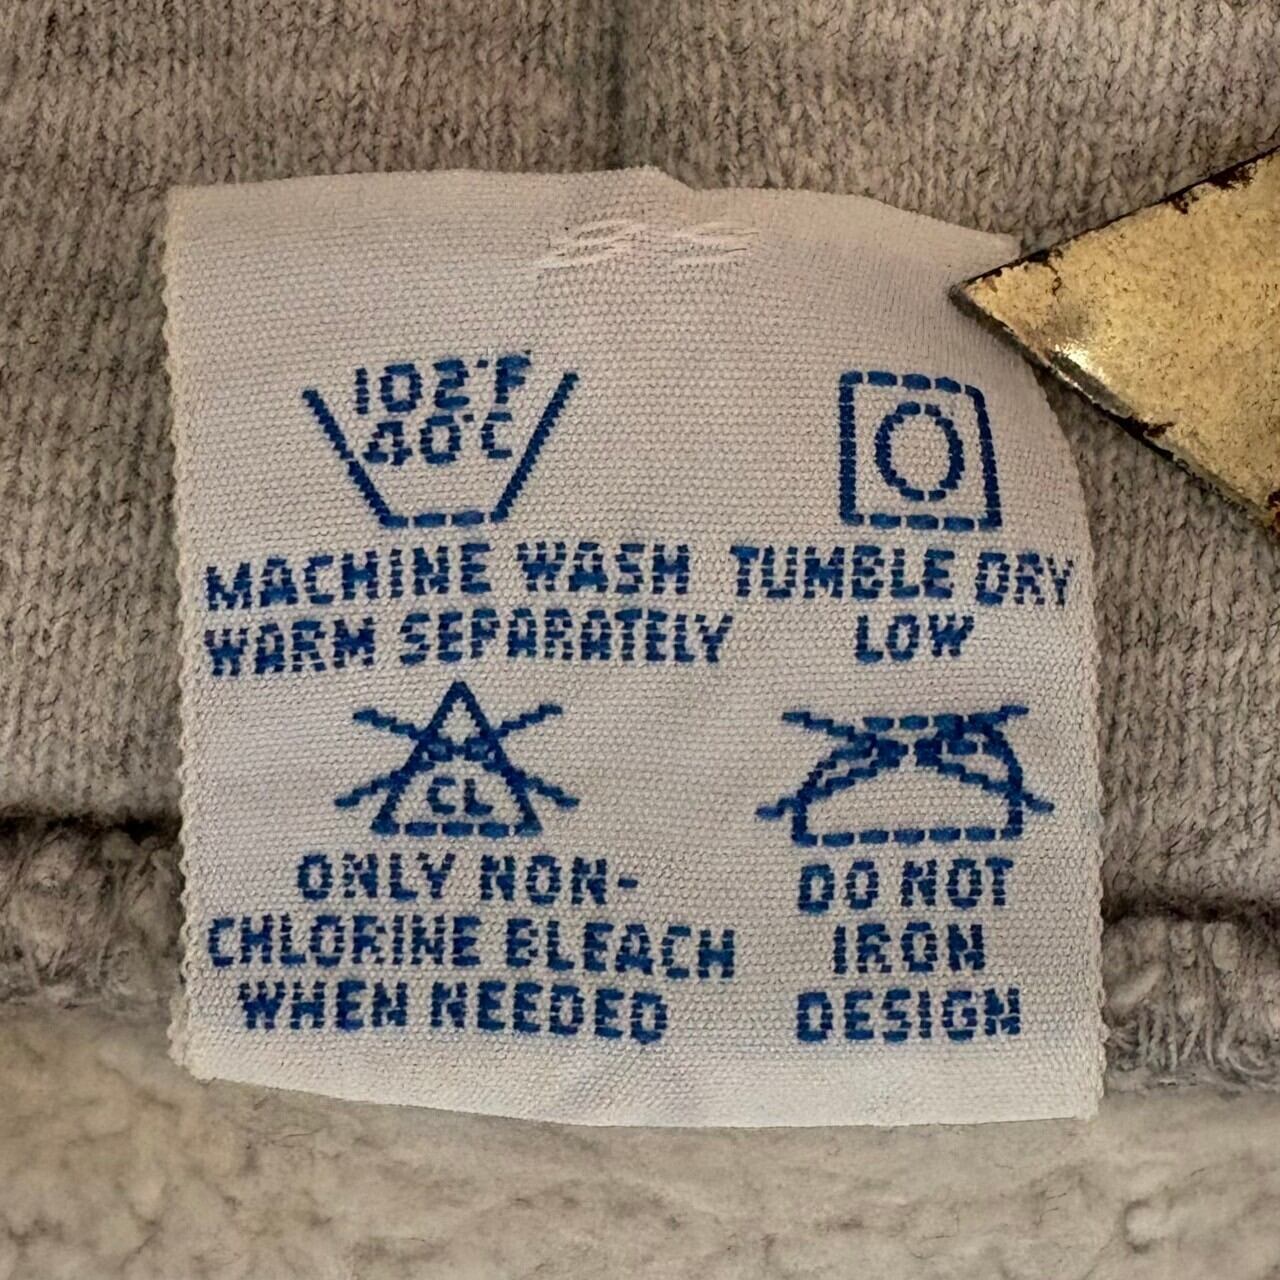 102°F
40°C
MACHINE WASH
WARM SEPARATELY
TUMBLE DRY
LOW
CL
ONLY NON-
CHLORINE BLEACH
WHEN NEEDED
DO NOT
IRON
DESIGN